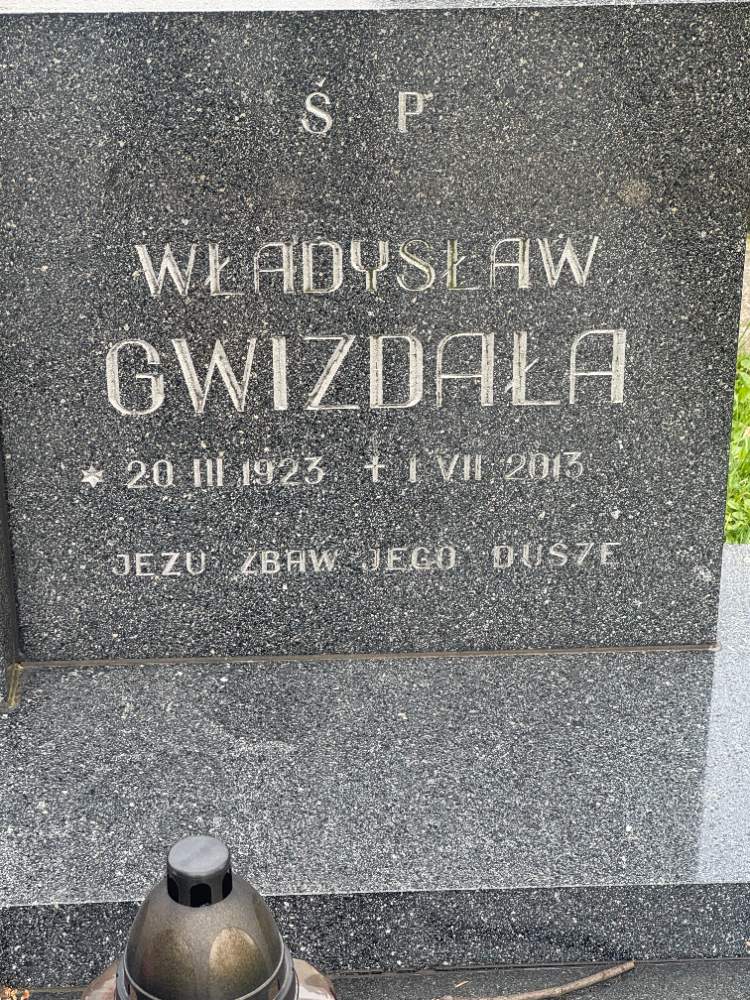 Ś P
WŁADYSŁAW
GWIZDAŁA
* 20 III 1923 + 1 VII 2013
JEZU ZBAW JEGO DUSZE